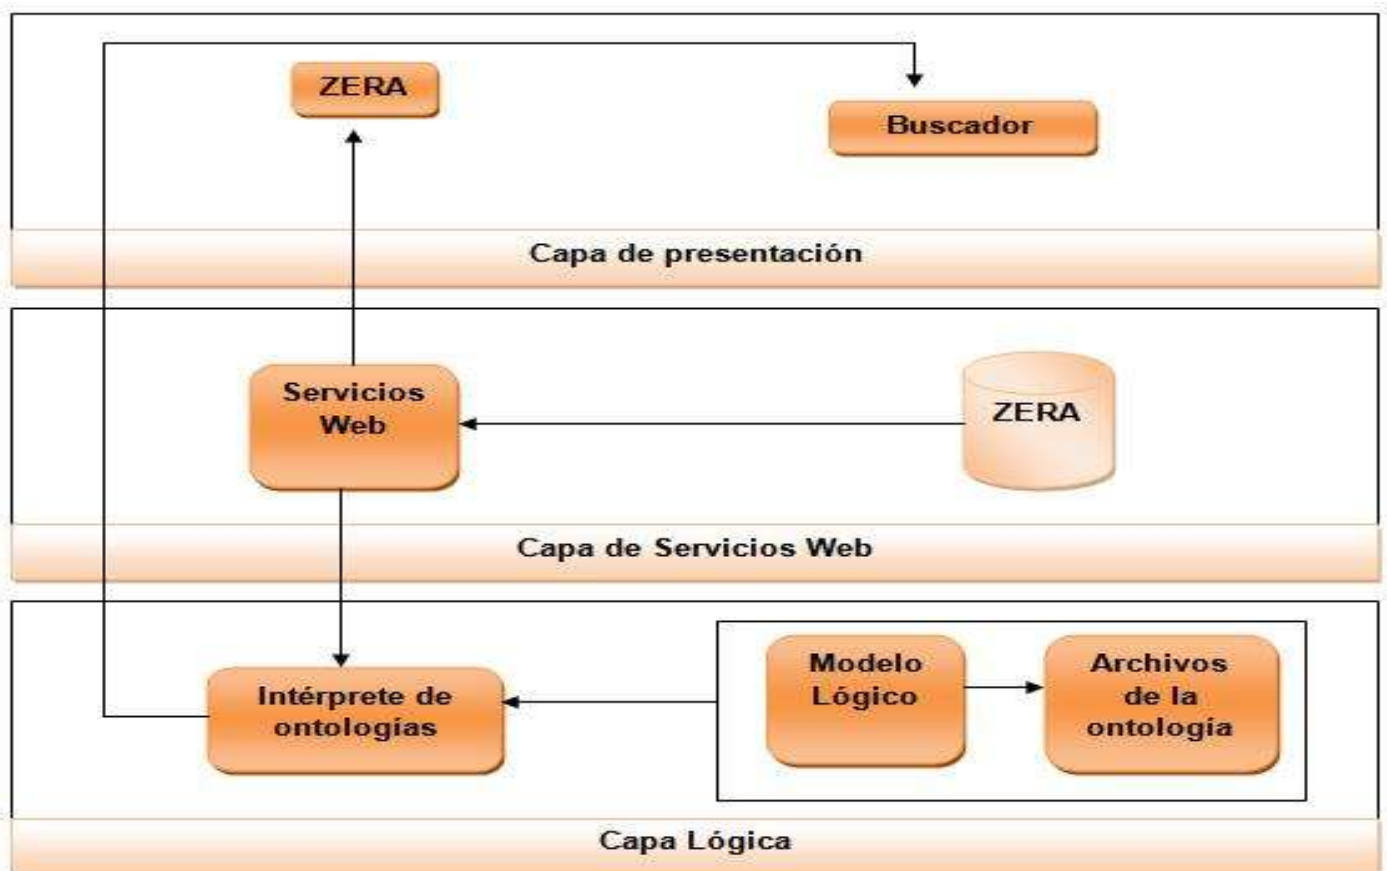 ZERA
Buscador
Capa de presentación
Servicios
Web
ZERA
Capa de Servicios Web
Intérprete de
ontologías
Modelo
Lógico
Archivos
de la
ontología
Capa Lógica